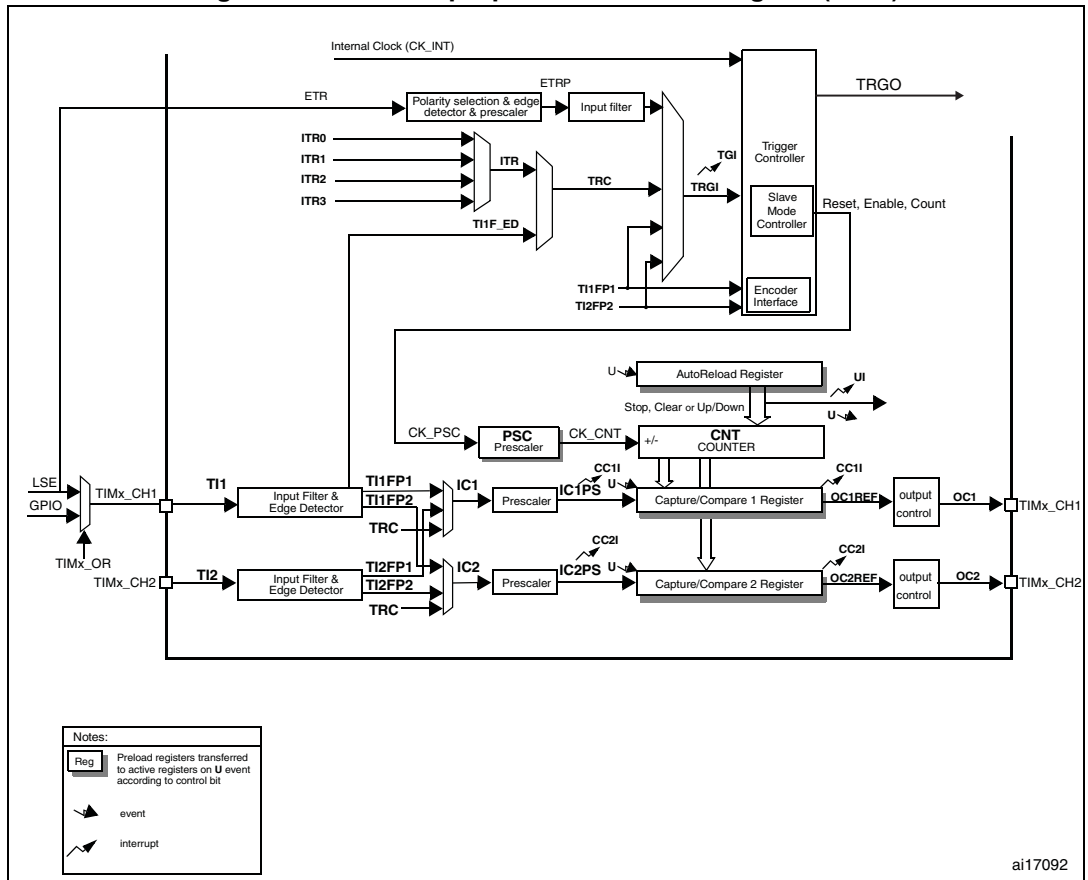 Internal Clock (CK_INT)
TRGO
ETR
ETRP
Polarity selection & edge
detector & prescaler
Input filter
Trigger
Controller
ITR0
ITR1
ITR2
ITR3
ITR
TGI
TRC
TRGI
Slave
Mode
Controller
Reset, Enable, Count
TI1F_ED
TI1FP1
TI2FP2
Encoder
Interface
U
AutoReload Register
UI
Stop, Clear or Up/Down
U
CK_PSC
PSC
Prescaler
CK_CNT
+/-
CNT
COUNTER
LSE
GPIO
TIMx_CH1
TIMx_OR
TI1
Input Filter &
Edge Detector
TI1FP1
TI1FP2
TRC
IC1
Prescaler
CC1I
IC1PS
U
Capture/Compare 1 Register
CC1I
OC1REF
output
control
OC1
TIMx_CH1
TIMx_CH2
TI2
Input Filter &
Edge Detector
TI2FP1
TI2FP2
TRC
IC2
Prescaler
CC2I
IC2PS
U
Capture/Compare 2 Register
CC2I
OC2REF
output
control
OC2
TIMx_CH2
Notes:
Reg
Preload registers transferred
to active registers on U event
according to control bit
event
interrupt
ai17092